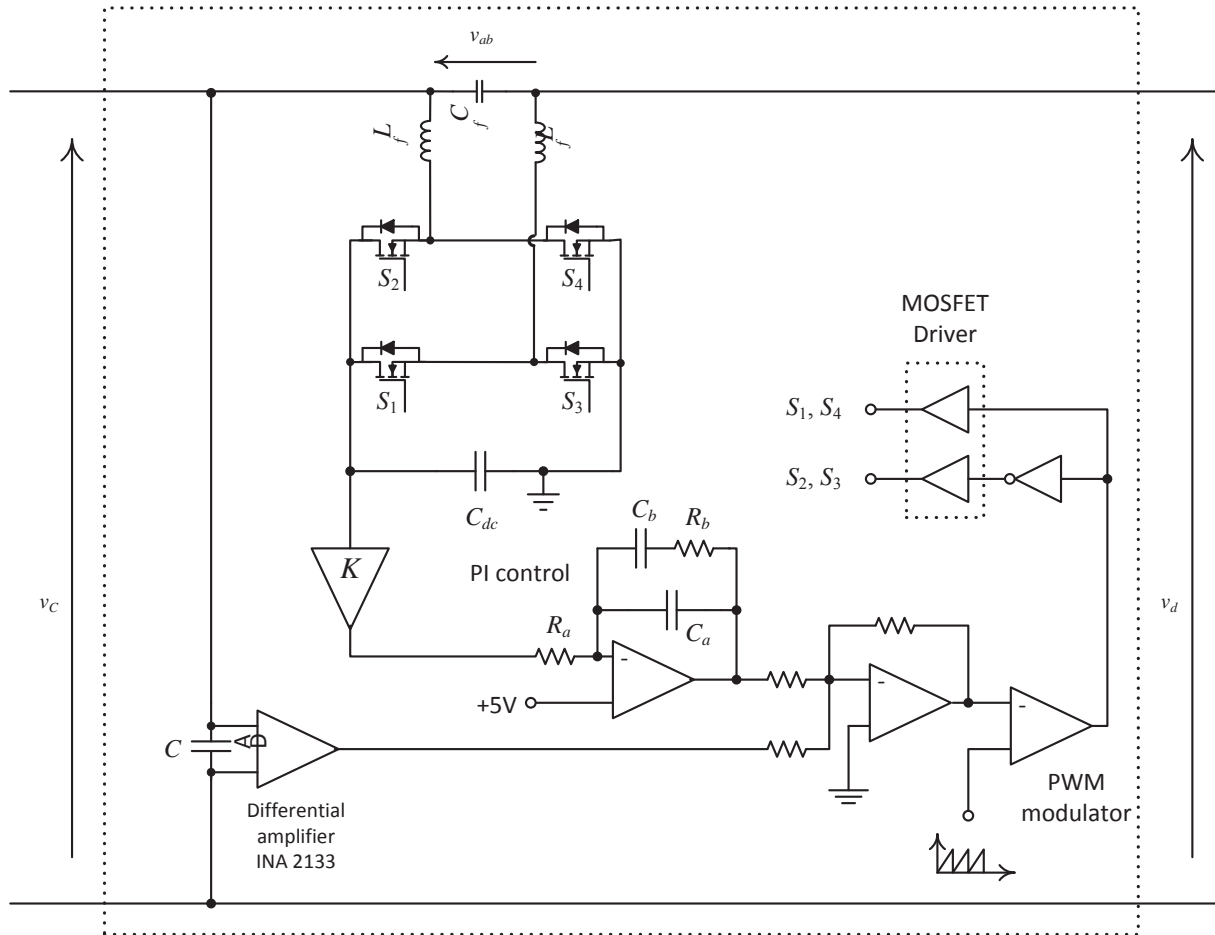 v_ab
C_f
L_f
L_f
S_2
S_4
S_1
S_3
C_dc
MOSFET
Driver
S_1, S_4
S_2, S_3
K
PI control
C_b
R_b
C_a
R_a
-
+5V
-
-
v_C
v_d
C
AD
Differential
amplifier
INA 2133
PWM
modulator